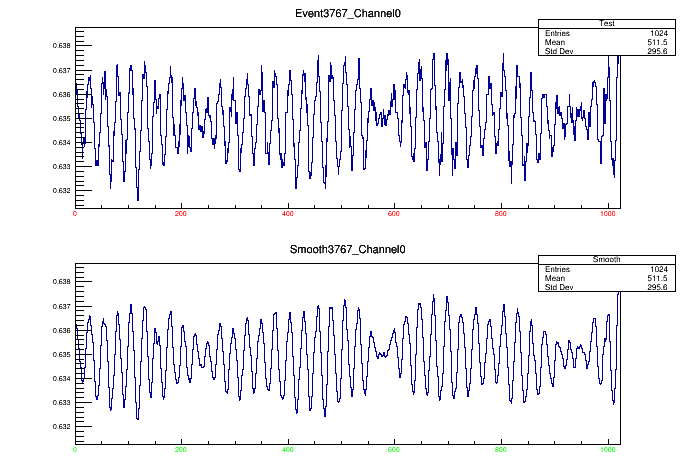 Event3767_Channel0
Test
Entries 1024
Mean 511.5
Std Dev 295.6
0.638
0.637
0.636
0.635
0.634
0.633
0.632
0 200 400 600 800 1000
Smooth3767_Channel0
Smooth
Entries 1024
Mean 511.5
Std Dev 295.6
0.638
0.637
0.636
0.635
0.634
0.633
0.632
0 200 400 600 800 1000